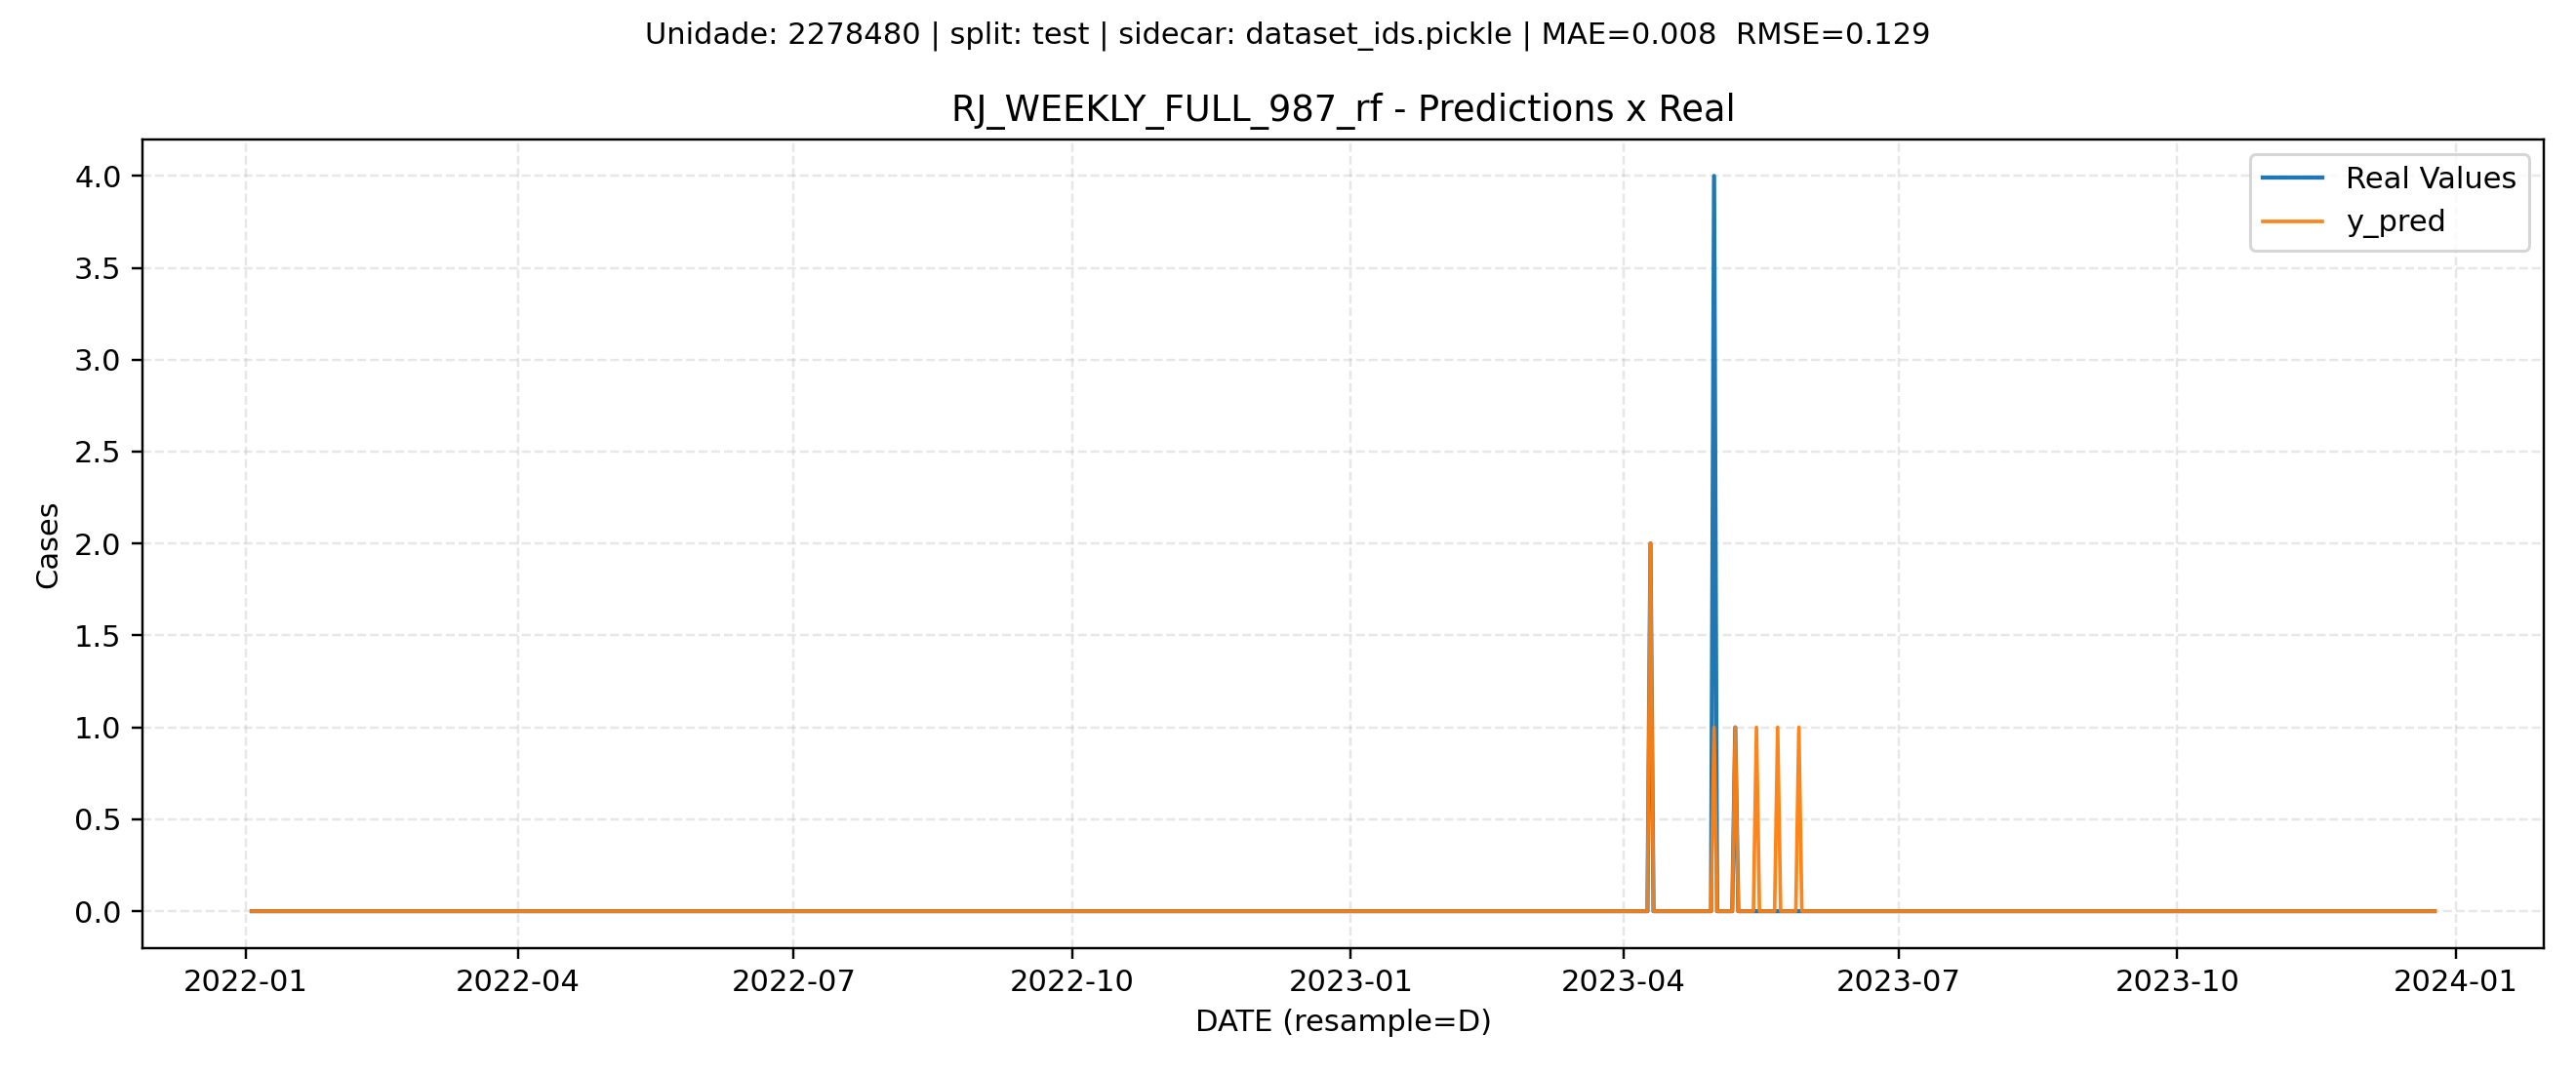 Unidade: 2278480 | split: test | sidecar: dataset_ids.pickle | MAE=0.008  RMSE=0.129
RJ_WEEKLY_FULL_987_rf - Predictions x Real
Real Values
y_pred
4.0
3.5
3.0
2.5
2.0
1.5
1.0
0.5
0.0
Cases
2022-01 2022-04 2022-07 2022-10 2023-01 2023-04 2023-07 2023-10 2024-01
DATE (resample=D)